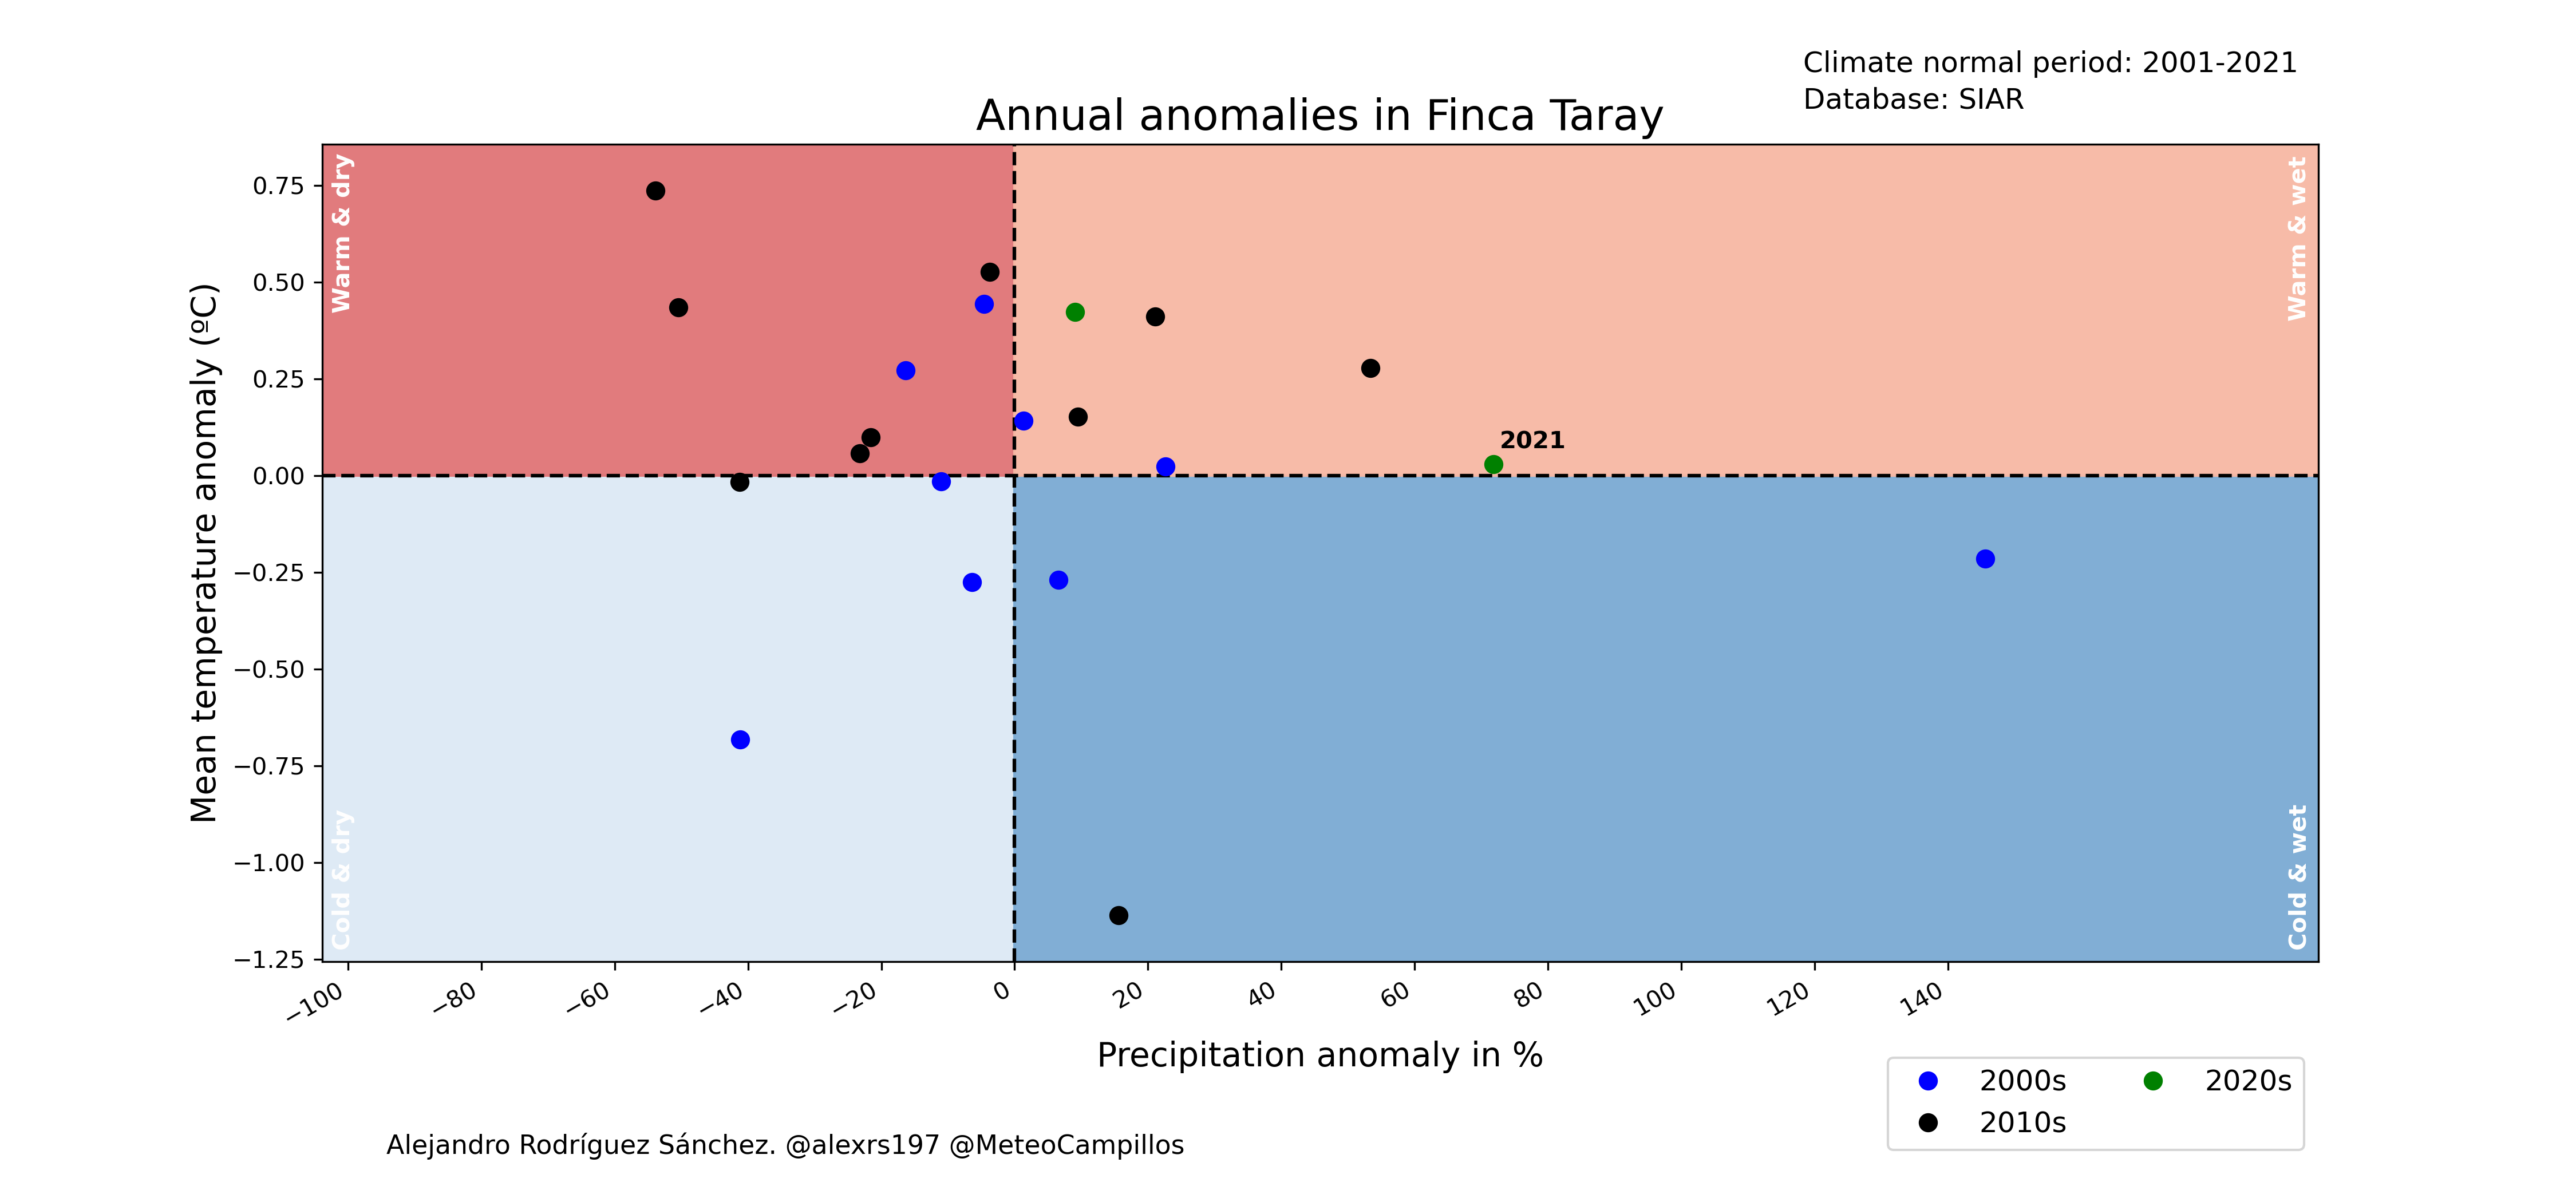 Climate normal period: 2001-2021
Database: SIAR
Annual anomalies in Finca Taray
Warm & dry
Warm & wet
Cold & dry
Cold & wet
2021
Mean temperature anomaly (ºC)
0.75
0.50
0.25
0.00
−0.25
−0.50
−0.75
−1.00
−1.25
−100
−80
−60
−40
−20
0
20
40
60
80
100
120
140
Precipitation anomaly in %
2000s
2020s
2010s
Alejandro Rodríguez Sánchez. @alexrs197 @MeteoCampillos